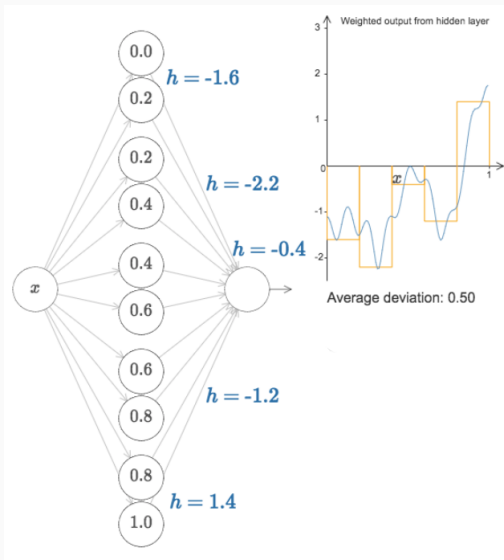 0.0
h = -1.6
0.2
0.2
h = -2.2
0.4
h = -0.4
0.4
x
0.6
0.6
h = -1.2
0.8
0.8
h = 1.4
1.0
Weighted output from hidden layer
3
2
1
0
x
1
-1
-2
Average deviation: 0.50